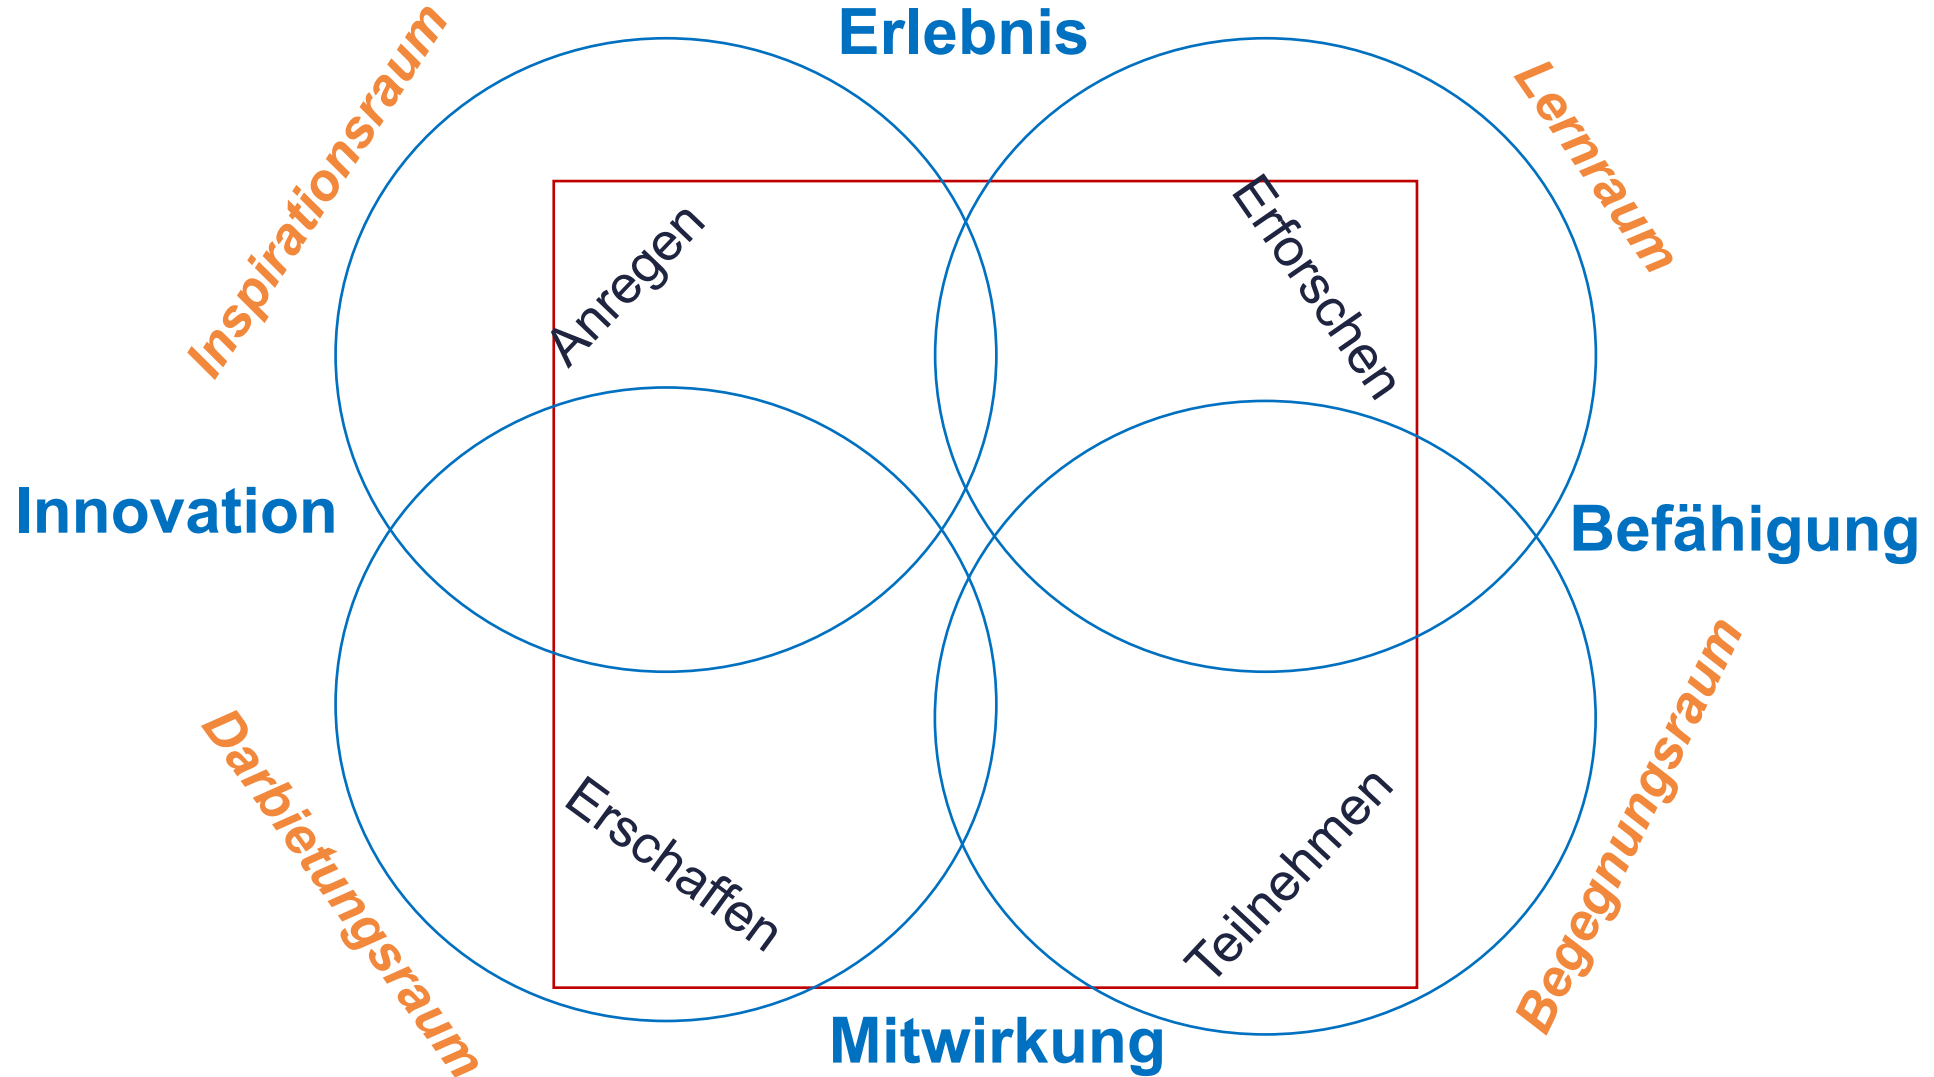 Erlebnis
Inspirationsraum
Lernraum
Anregen
Erforschen
Innovation
Befähigung
Darbietungsraum
Begegnungsraum
Erschaffen
Teilnehmen
Mitwirkung